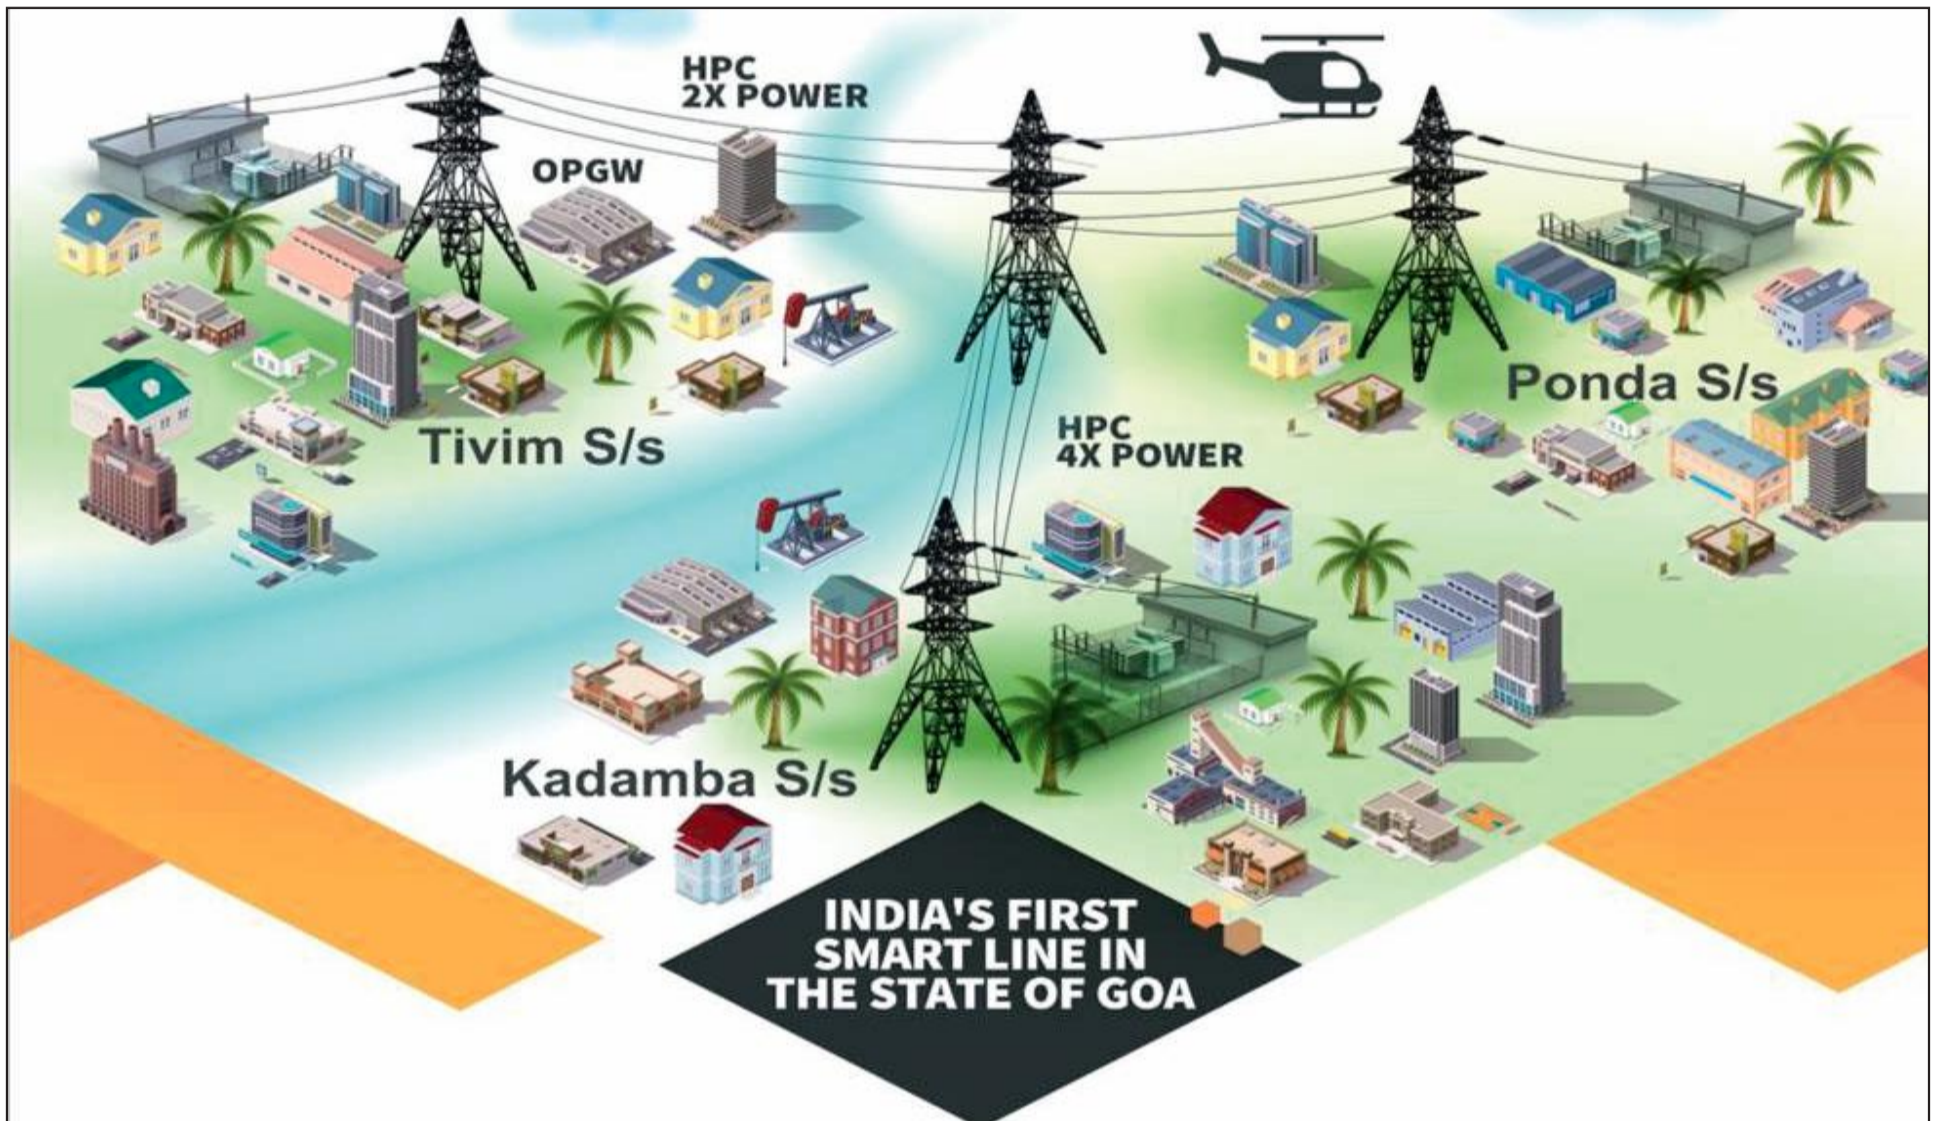 HPC
2X POWER
OPGW
Ponda S/s
Tivim S/s
HPC
4X POWER
Kadamba S/s
INDIA'S FIRST
SMART LINE IN
THE STATE OF GOA